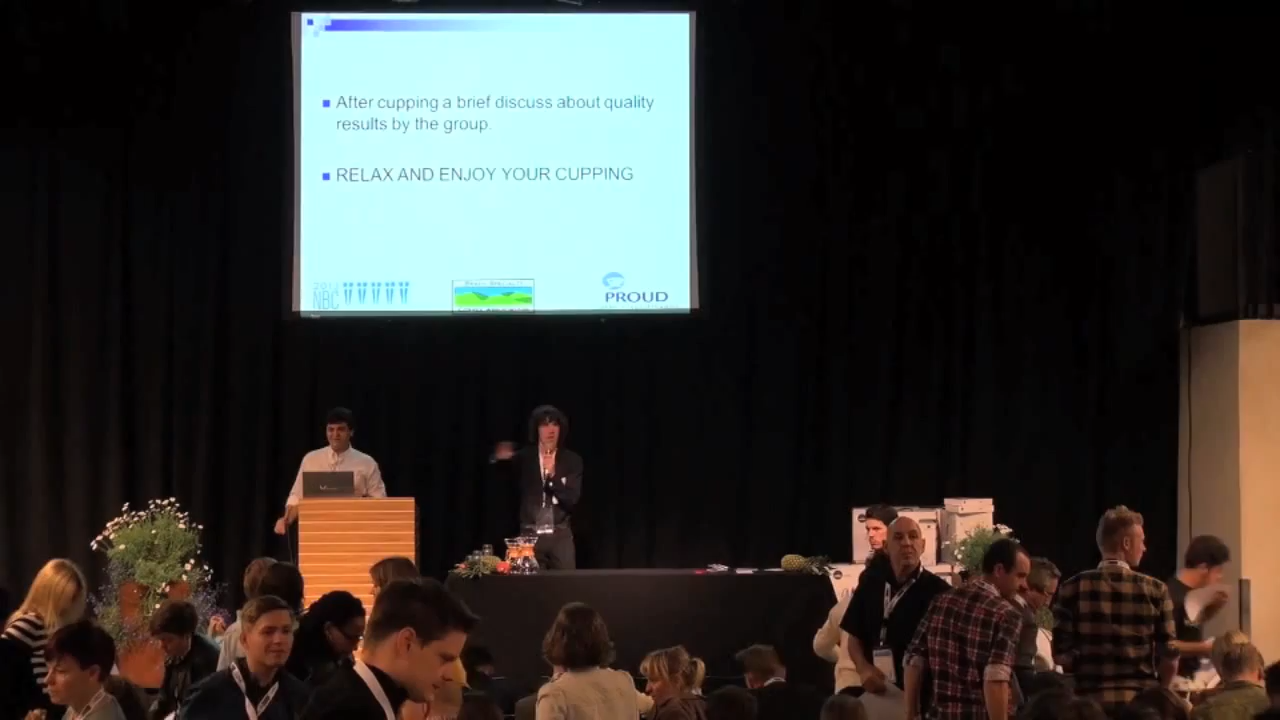 After cupping a brief discuss about quality
results by the group.
RELAX AND ENJOY YOUR CUPPING
NBC
PROUD